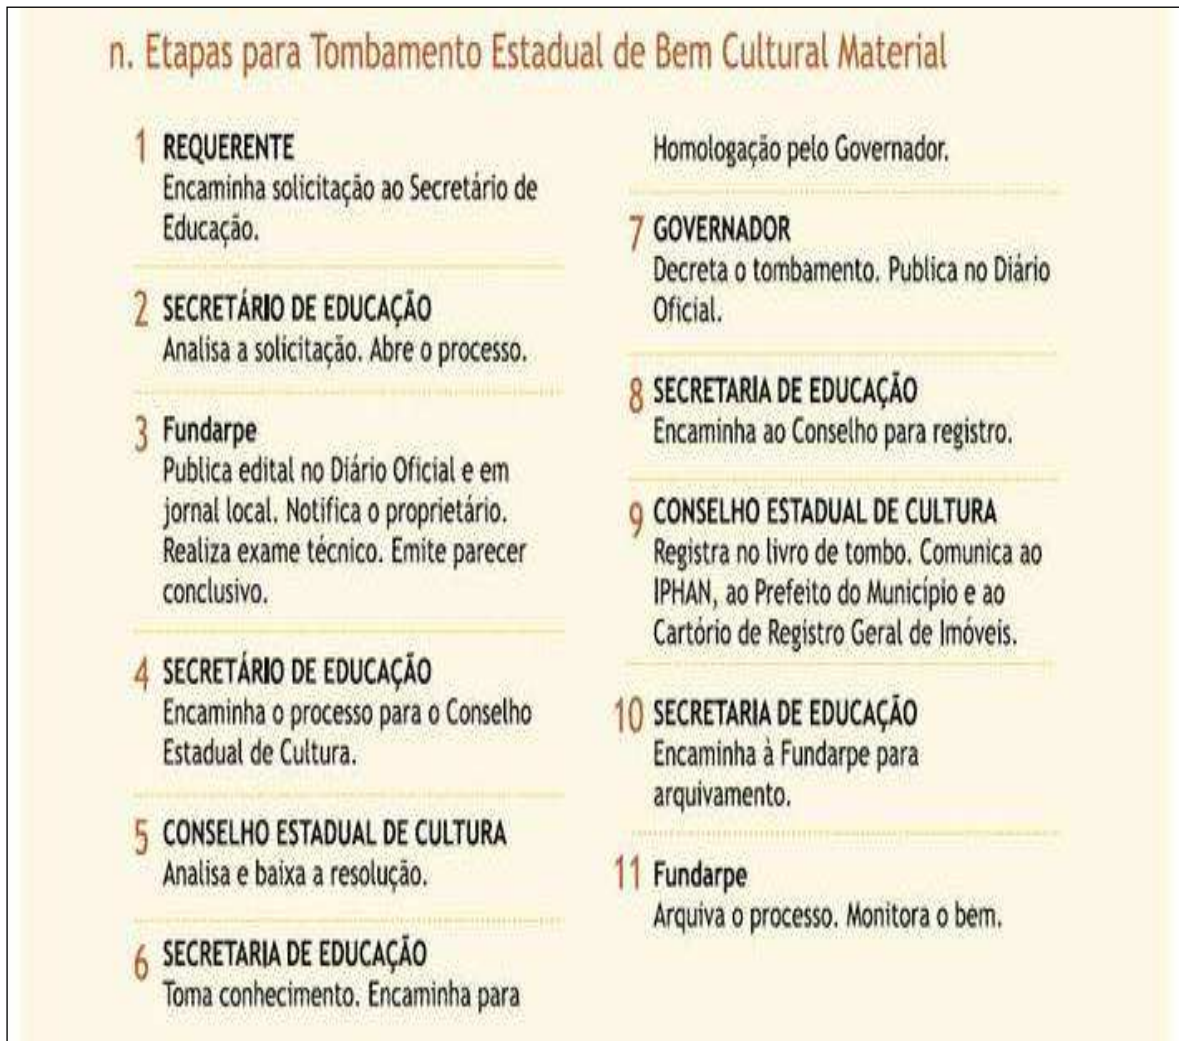 n. Etapas para Tombamento Estadual de Bem Cultural Material
1 REQUERENTE
Encaminha solicitação ao Secretário de
Educação.
2 SECRETÁRIO DE EDUCAÇÃO
Analisa a solicitação. Abre o processo.
3 Fundarpe
Publica edital no Diário Oficial e em
jornal local. Notifica o proprietário.
Realiza exame técnico. Emite parecer
conclusivo.
4 SECRETÁRIO DE EDUCAÇÃO
Encaminha o processo para o Conselho
Estadual de Cultura.
5 CONSELHO ESTADUAL DE CULTURA
Analisa e baixa a resolução.
6 SECRETARIA DE EDUCAÇÃO
Toma conhecimento. Encaminha para
Homologação pelo Governador.
7 GOVERNADOR
Decreta o tombamento. Publica no Diário
Oficial.
8 SECRETARIA DE EDUCAÇÃO
Encaminha ao Conselho para registro.
9 CONSELHO ESTADUAL DE CULTURA
Registra no livro de tombo. Comunica ao
IPHAN, ao Prefeito do Município e ao
Cartório de Registro Geral de Imóveis.
10 SECRETARIA DE EDUCAÇÃO
Encaminha à Fundarpe para
arquivamento.
11 Fundarpe
Arquiva o processo. Monitora o bem.